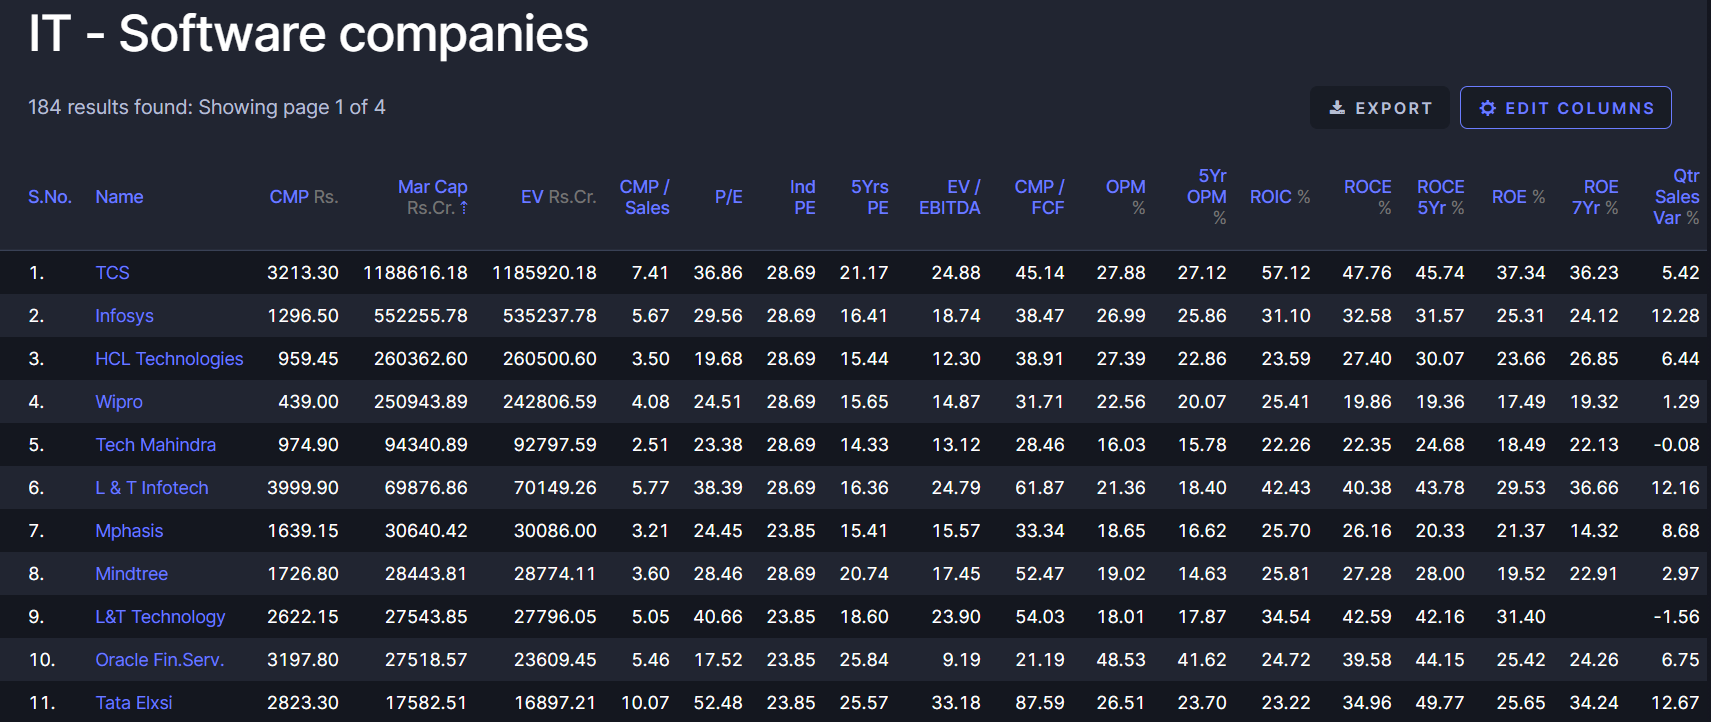 IT - Software companies
184 results found: Showing page 1 of 4
EXPORT EDIT COLUMNS
S.No. Name CMP Rs. Mar Cap Rs.Cr. ⇡ EV Rs.Cr. CMP / Sales P/E Ind PE 5Yrs PE EV / EBITDA CMP / FCF OPM % 5Yr OPM % ROIC % ROCE % ROCE 5Yr % ROE % ROE 7Yr % Qtr Sales Var %
1. TCS 3213.30 1188616.18 1185920.18 7.41 36.86 28.69 21.17 24.88 45.14 27.88 27.12 57.12 47.76 45.74 37.34 36.23 5.42
2. Infosys 1296.50 552255.78 535237.78 5.67 29.56 28.69 16.41 18.74 38.47 26.99 25.86 31.10 32.58 31.57 25.31 24.12 12.28
3. HCL Technologies 959.45 260362.60 260500.60 3.50 19.68 28.69 15.44 12.30 38.91 27.39 22.86 23.59 27.40 30.07 23.66 26.85 6.44
4. Wipro 439.00 250943.89 242806.59 4.08 24.51 28.69 15.65 14.87 31.71 22.56 20.07 25.41 19.86 19.36 17.49 19.32 1.29
5. Tech Mahindra 974.90 94340.89 92797.59 2.51 23.38 28.69 14.33 13.12 28.46 16.03 15.78 22.26 22.35 24.68 18.49 22.13 -0.08
6. L & T Infotech 3999.90 69876.86 70149.26 5.77 38.39 28.69 16.36 24.79 61.87 21.36 18.40 42.43 40.38 43.78 29.53 36.66 12.16
7. Mphasis 1639.15 30640.42 30086.00 3.21 24.45 23.85 15.41 15.57 33.34 18.65 16.62 25.70 26.16 20.33 21.37 14.32 8.68
8. Mindtree 1726.80 28443.81 28774.11 3.60 28.46 28.69 20.74 17.45 52.47 19.02 14.63 25.81 27.28 28.00 19.52 22.91 2.97
9. L&T Technology 2622.15 27543.85 27796.05 5.05 40.66 23.85 18.60 23.90 54.03 18.01 17.87 34.54 42.59 42.16 31.40 -1.56
10. Oracle Fin.Serv. 3197.80 27518.57 23609.45 5.46 17.52 23.85 25.84 9.19 21.19 48.53 41.62 24.72 39.58 44.15 25.42 24.26 6.75
11. Tata Elxsi 2823.30 17582.51 16897.21 10.07 52.48 23.85 25.57 33.18 87.59 26.51 23.70 23.22 34.96 49.77 25.65 34.24 12.67